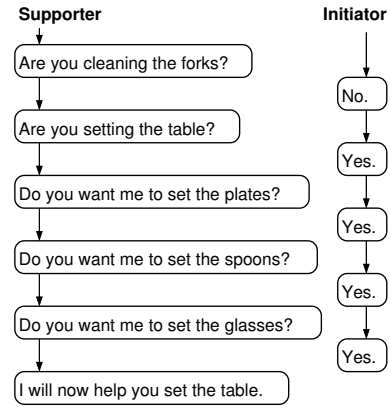 Supporter
Initiator
Are you cleaning the forks?
No.
Are you setting the table?
Yes.
Do you want me to set the plates?
Yes.
Do you want me to set the spoons?
Yes.
Do you want me to set the glasses?
Yes.
I will now help you set the table.